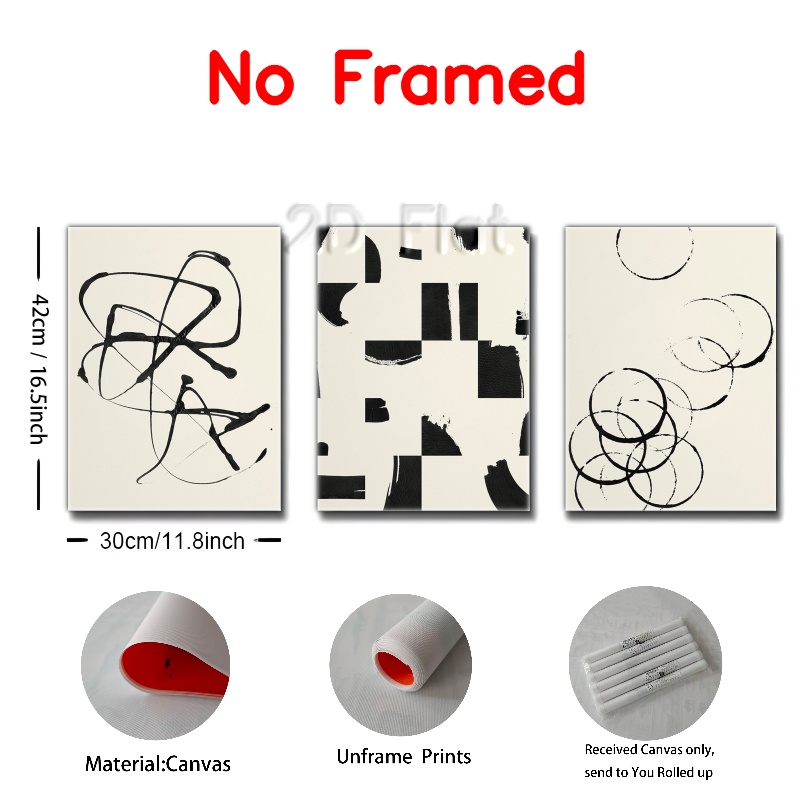 No Framed
2D Flat
42cm / 16.5inch
30cm/11.8inch
Material:Canvas
Unframe Prints
Received Canvas only,
send to You Rolled up